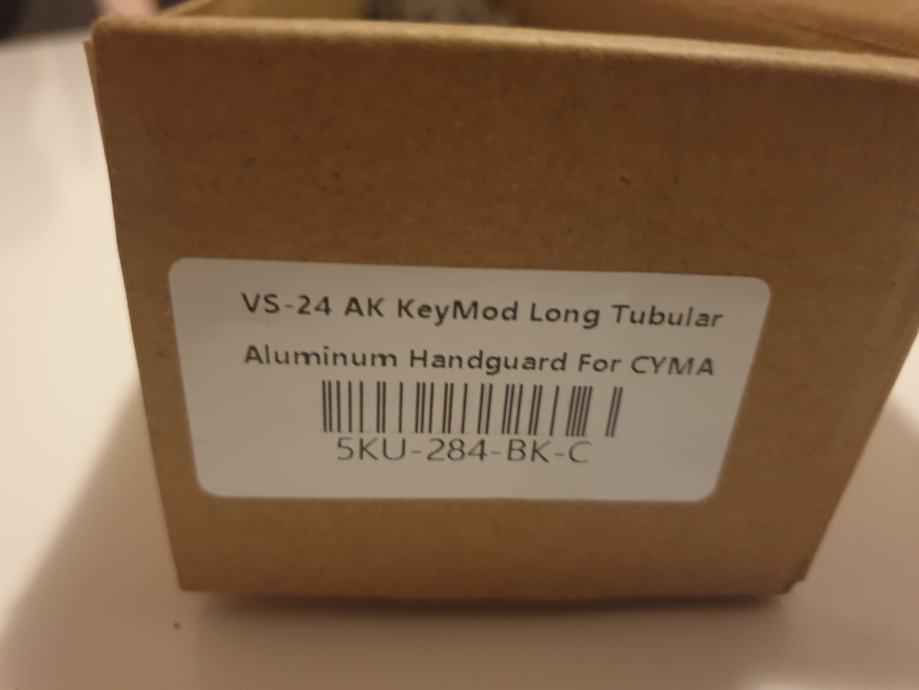 VS-24 AK KeyMod Long Tubular
Aluminum Handguard For CYMA
5KU-284-BK-C